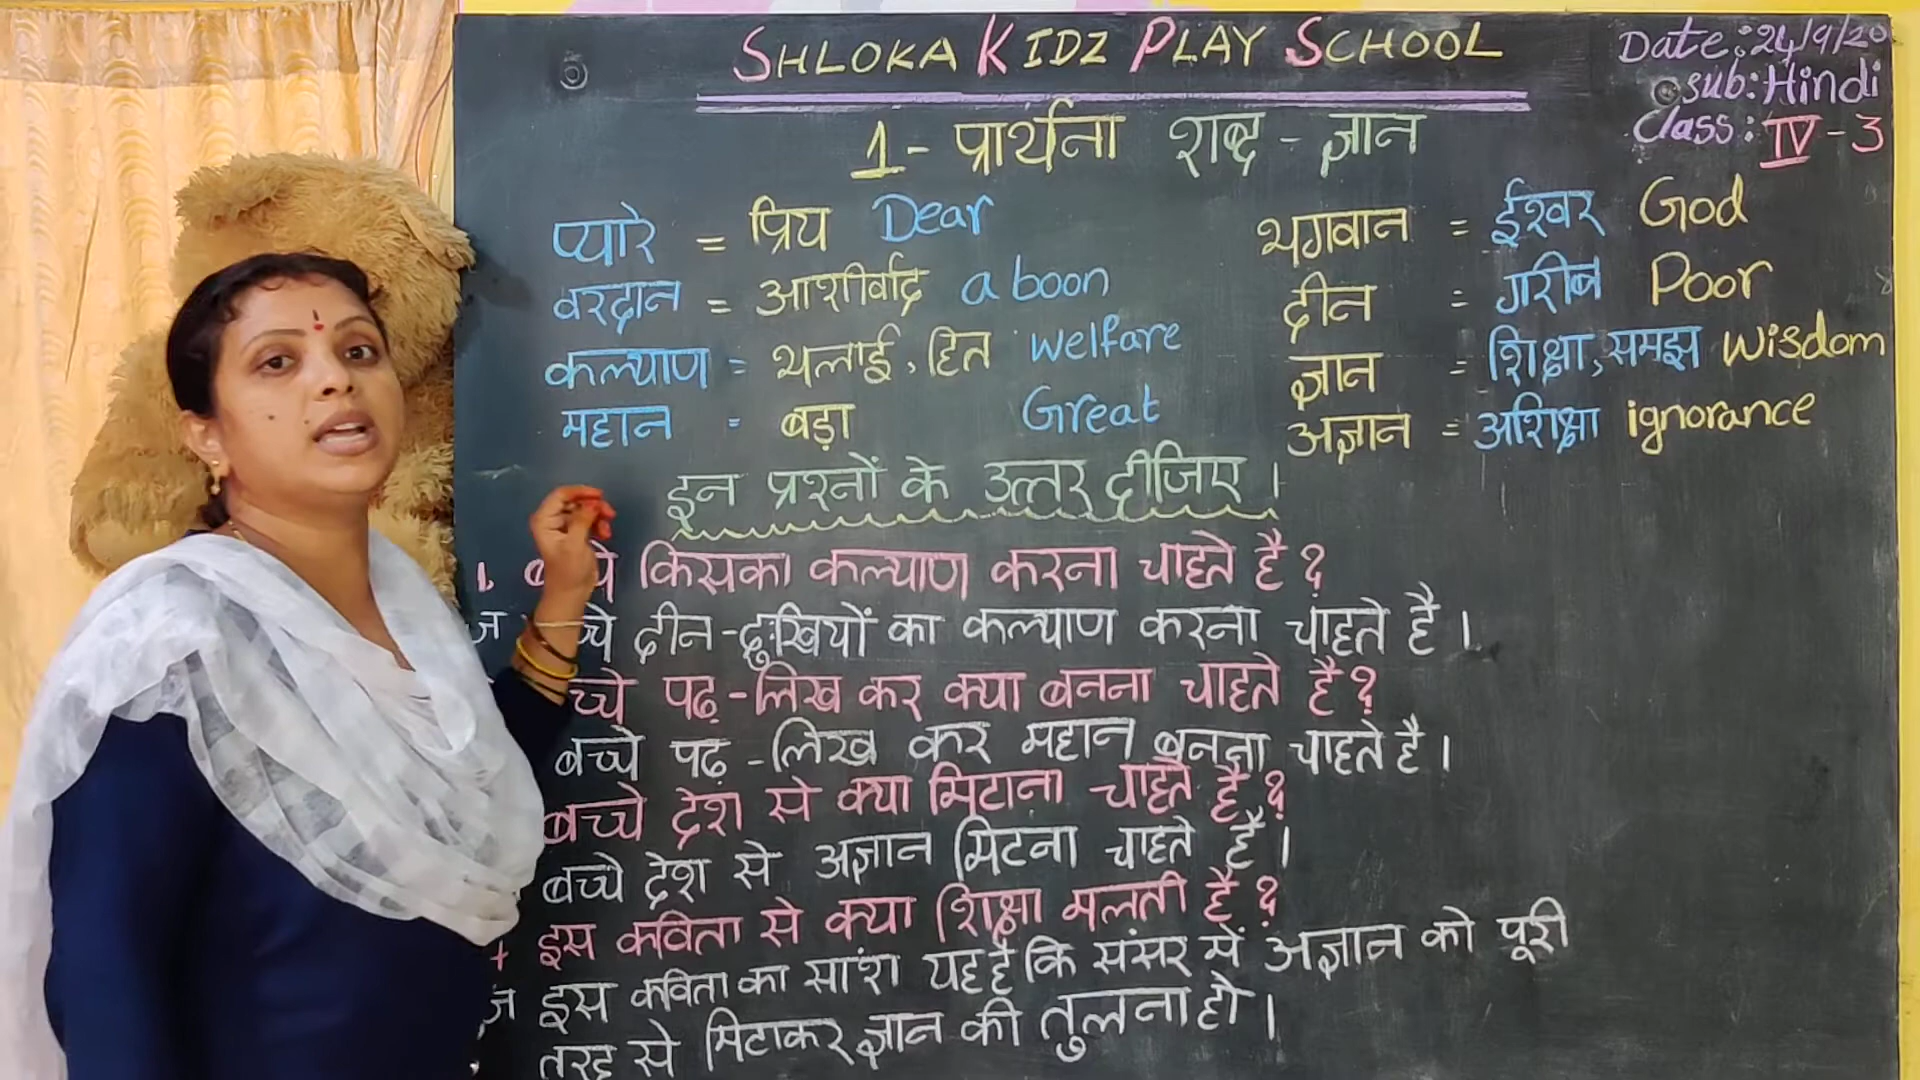 SHLOKA KIDZ PLAY SCHOOL
Date: 24/9/20
Sub: Hindi
Class: IV - 3
1 - प्रार्थना शब्द - ज्ञान
प्यारे = प्रिय Dear
वरदान = आशीर्वाद a boon
कल्याण = भलाई, हित welfare
महान = बड़ा Great
भगवान = ईश्वर God
दीन = गरीब Poor
ज्ञान = शिक्षा, समझ Wisdom
अज्ञान = अशिक्षा ignorance
इन प्रश्नों के उत्तर दीजिए।
1. किसका कल्याण करना चाहते है?
ज दीन-दुःखियों का कल्याण करना चाहते है।
पढ़-लिख कर क्या बनना चाहते है?
बच्चे पढ़-लिख कर महान बनना चाहते है।
बच्चे देश से क्या मिटाना चाहते है?
बच्चे देश से अज्ञान मिटना चाहते है।
इस कविता से क्या शिक्षा मलती है?
ज इस कविता का सांश यह है कि संसर में अज्ञान को पूरी
तरह से मिटाकर ज्ञान की तुलना हो।